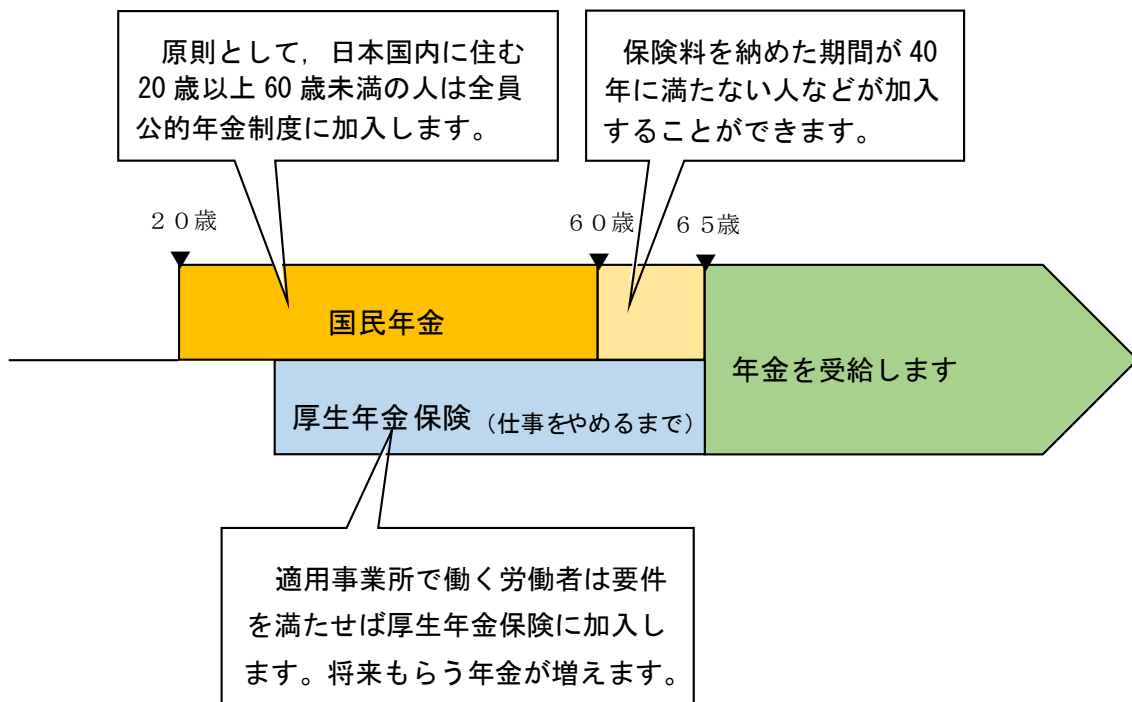 原則として，日本国内に住む
20 歳以上 60 歳未満の人は全員
公的年金制度に加入します。
保険料を納めた期間が 40
年に満たない人などが加入
することができます。
２０歳
６０歳
６５歳
国民年金
年金を受給します
厚生年金保険（仕事をやめるまで）
適用事業所で働く労働者は要件
を満たせば厚生年金保険に加入し
ます。将来もらう年金が増えます。